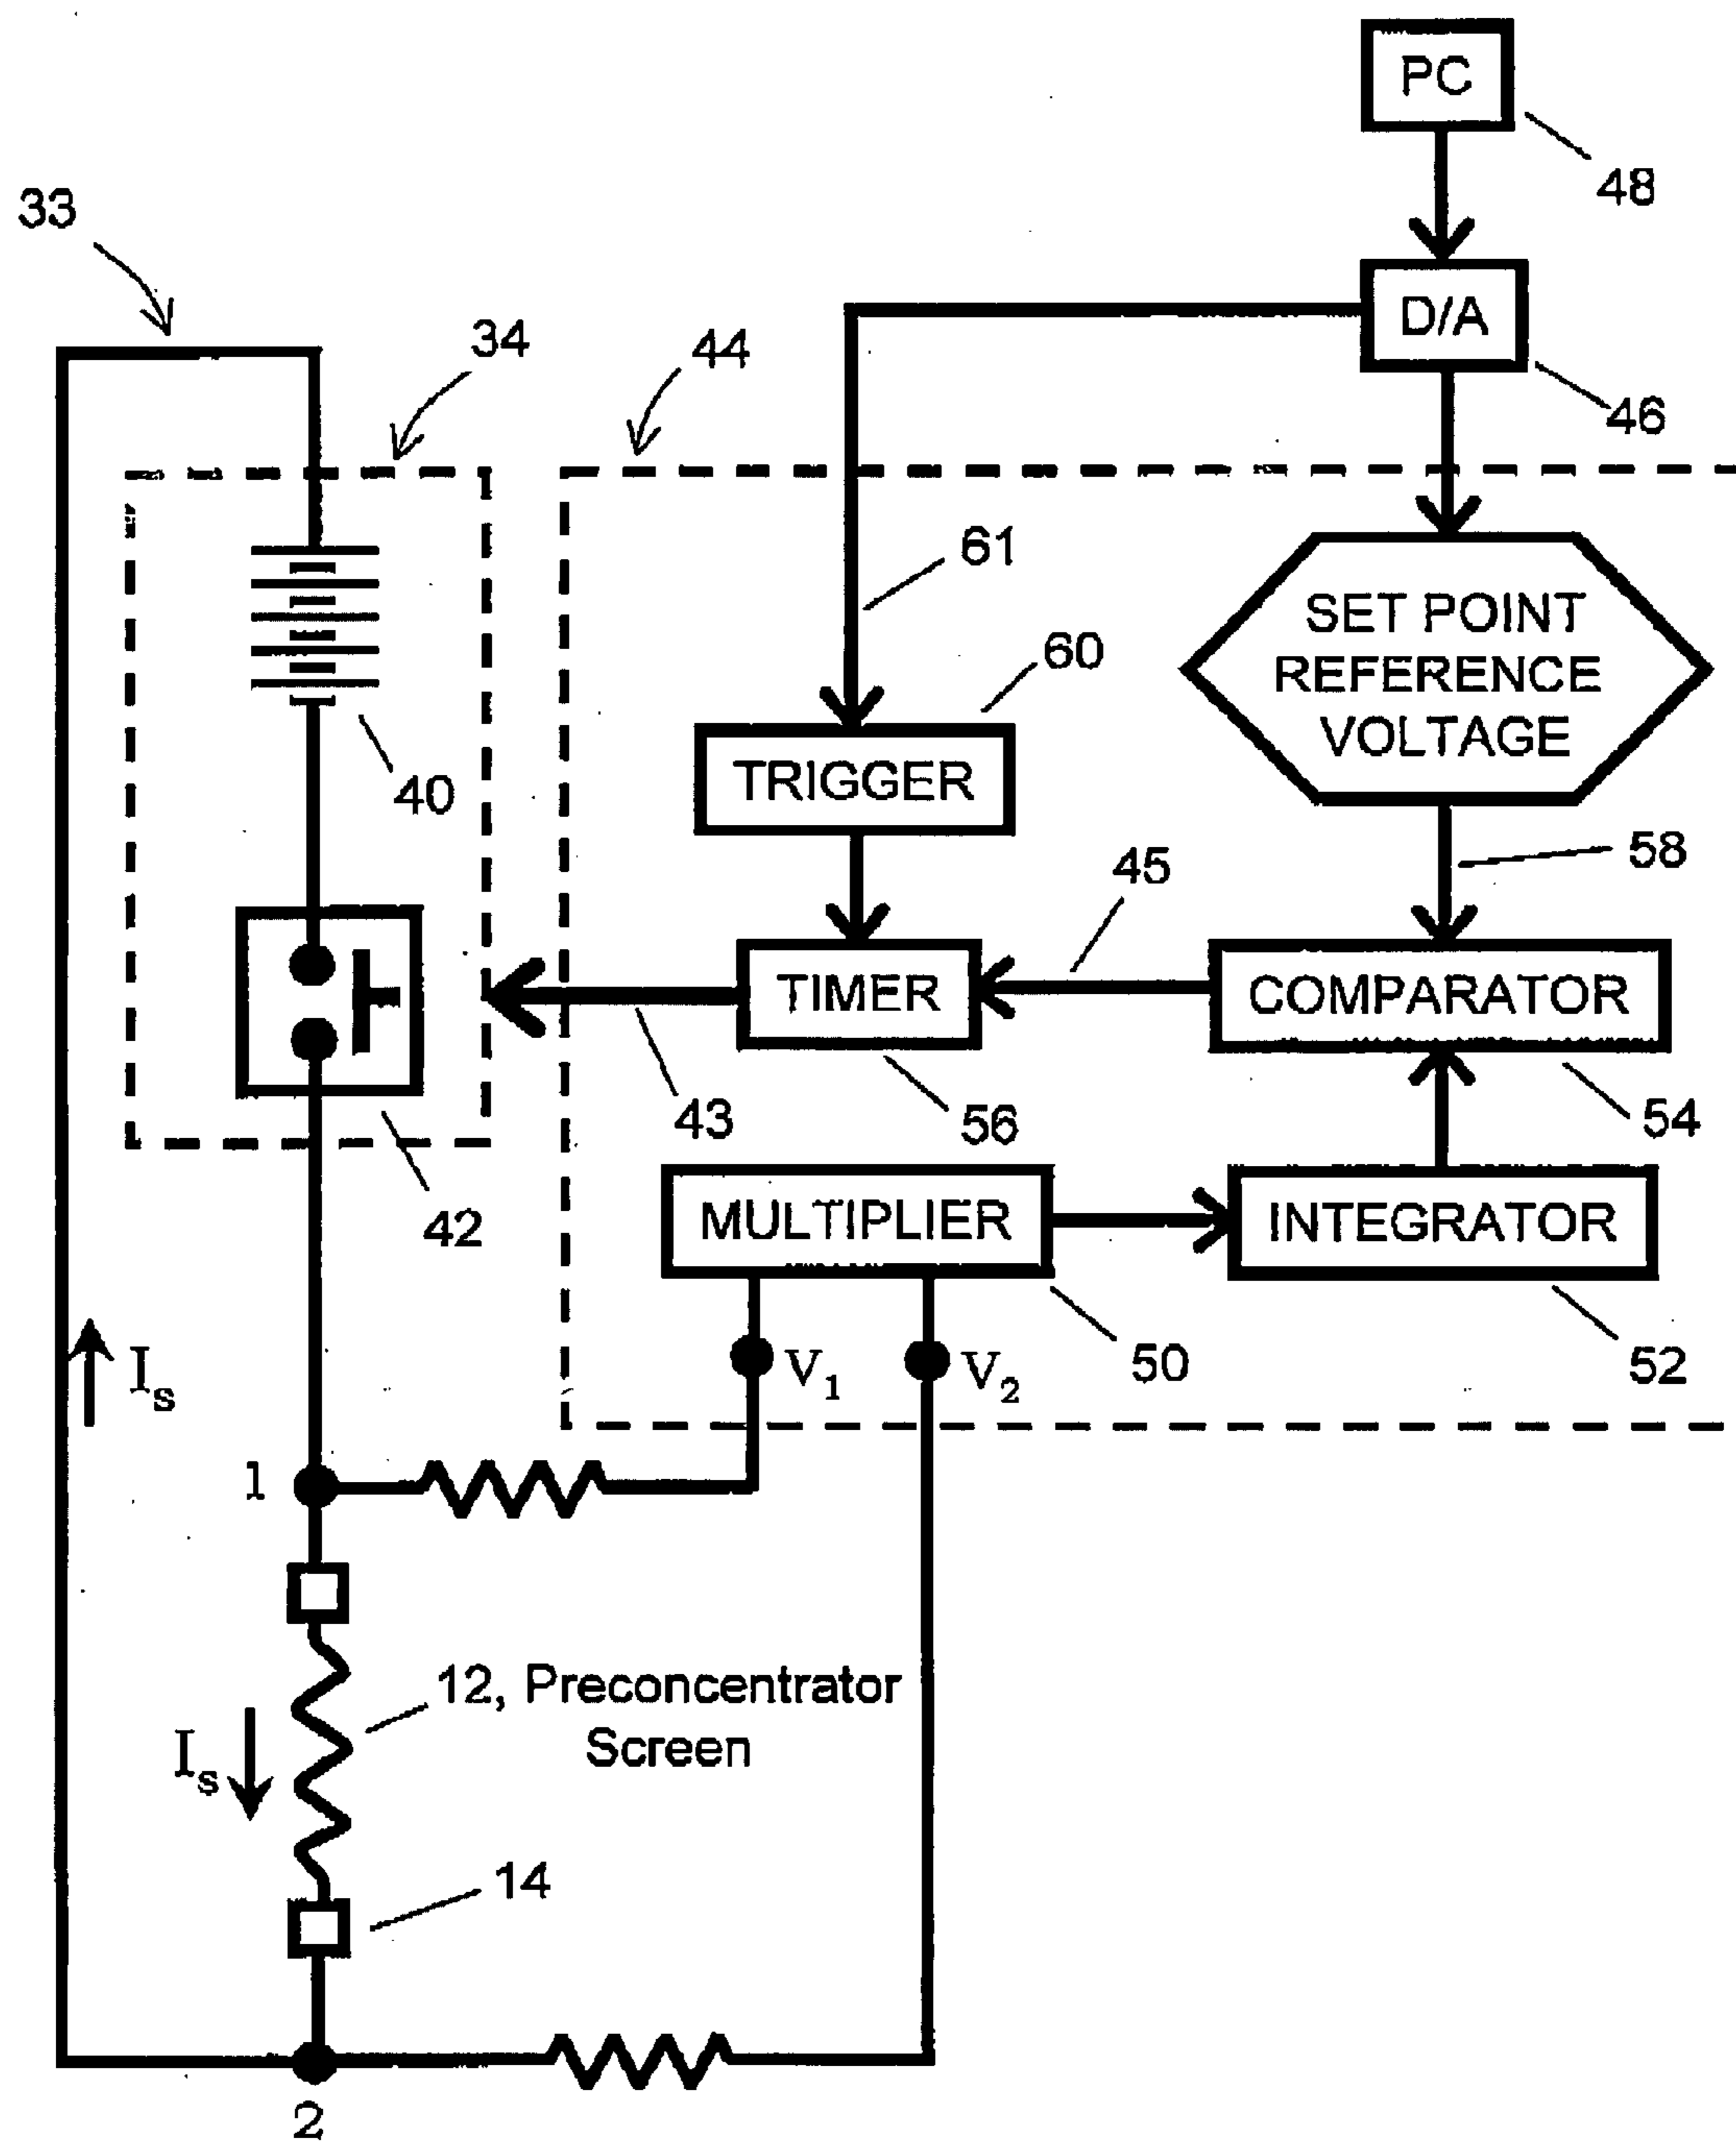 PC
48
33
D/A
34
44
46
61
SET POINT
REFERENCE
VOLTAGE
60
TRIGGER
40
58
45
TIMER
COMPARATOR
43
56
54
MULTIPLIER
INTEGRATOR
42
V1
V2
50
52
Is
1
12, Preconcentrator
Screen
Is
14
2